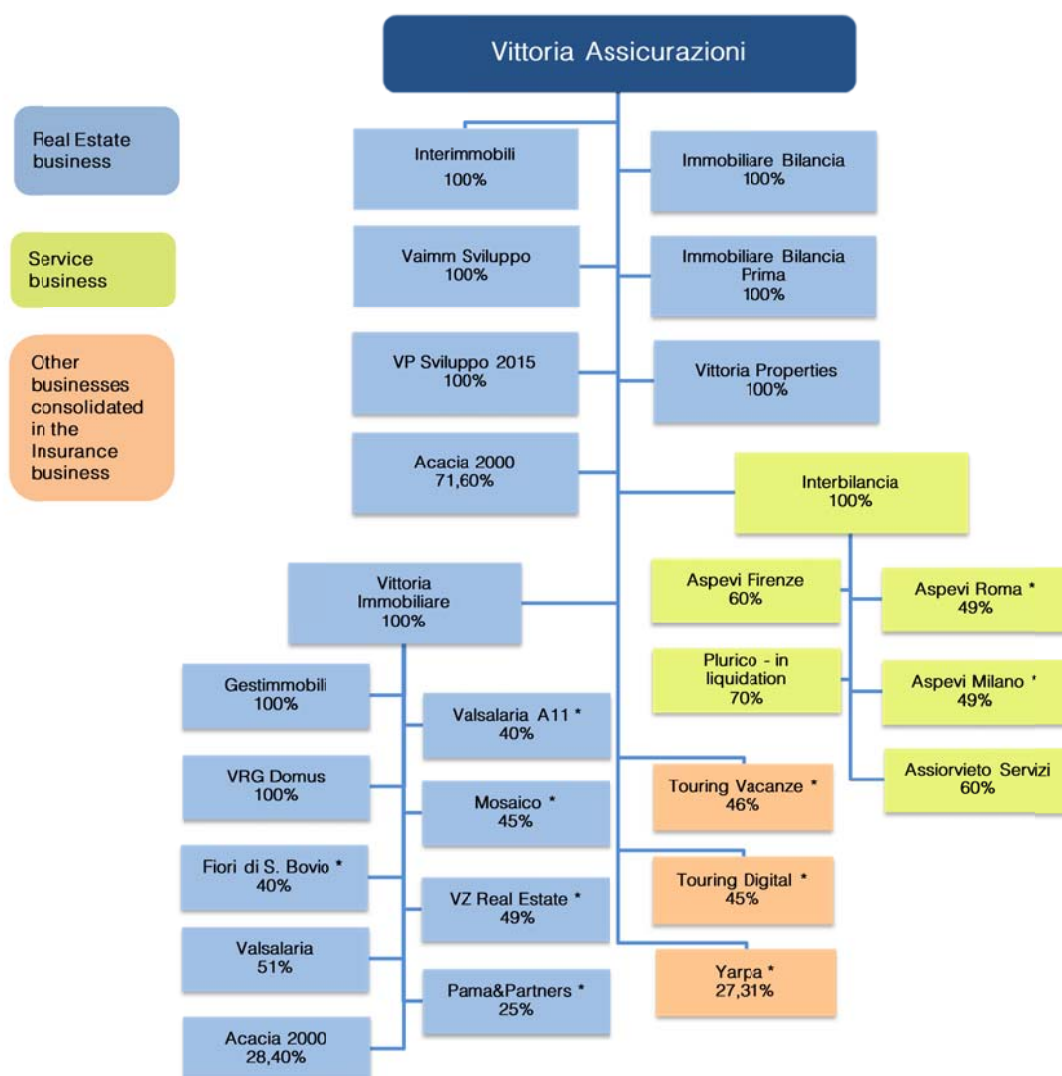 Vittoria Assicurazioni
Real Estate
business
Service
business
Other
businesses
consolidated
in the
Insurance
business
Interimmobili
100%
Immobiliare Bilancia
100%
Vaimm Sviluppo
100%
Immobiliare Bilancia
Prima
100%
VP Sviluppo 2015
100%
Vittoria Properties
100%
Acacia 2000
71,60%
Interbilancia
100%
Aspevi Firenze
60%
Aspevi Roma *
49%
Plurico - in
liquidation
70%
Aspevi Milano *
49%
Assiorvieto Servizi
60%
Vittoria
Immobiliare
100%
Gestimmobili
100%
Valsalaria A11 *
40%
VRG Domus
100%
Mosaico *
45%
Fiori di S. Bovio *
40%
VZ Real Estate *
49%
Valsalaria
51%
Pama&Partners *
25%
Acacia 2000
28,40%
Touring Vacanze *
46%
Touring Digital *
45%
Yarpa *
27,31%